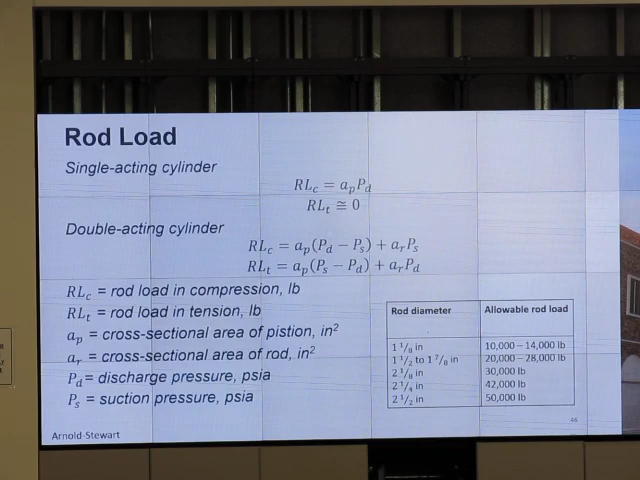 Rod Load
Single-acting cylinder
RL_c = a_p P_d
RL_t ≅ 0
Double-acting cylinder
RL_c = a_p(P_d − P_s) + a_r P_s
RL_t = a_p(P_s − P_d) + a_r P_d
RL_c = rod load in compression, lb
RL_t = rod load in tension, lb
a_p = cross-sectional area of pistion, in²
a_r = cross-sectional area of rod, in²
P_d = discharge pressure, psia
P_s = suction pressure, psia
Rod diameter Allowable rod load
1 1/8 in 10,000 – 14,000 lb
1 1/2 to 1 7/8 in 20,000 – 28,000 lb
2 1/8 in 30,000 lb
2 1/4 in 42,000 lb
2 1/2 in 50,000 lb
46
Arnold-Stewart